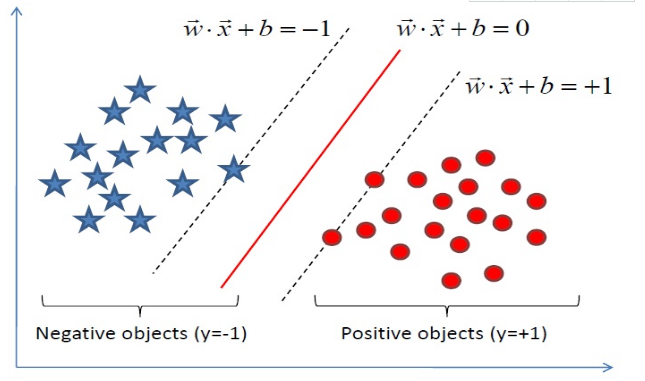 w⃗ · x⃗ + b = −1
w⃗ · x⃗ + b = 0
w⃗ · x⃗ + b = +1
Negative objects (y=-1)
Positive objects (y=+1)